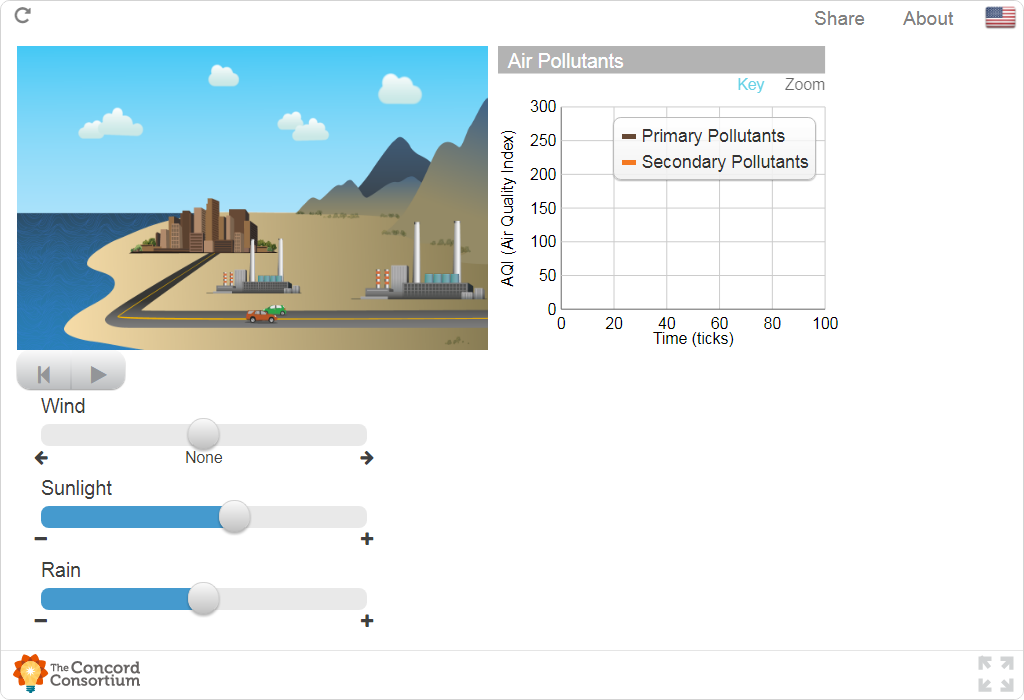 Share About
Air Pollutants
Key Zoom
300
250
200
150
100
50
0
AQI (Air Quality Index)
Primary Pollutants
Secondary Pollutants
0 20 40 60 80 100
Time (ticks)
Wind
None
Sunlight
Rain
The Concord
Consortium